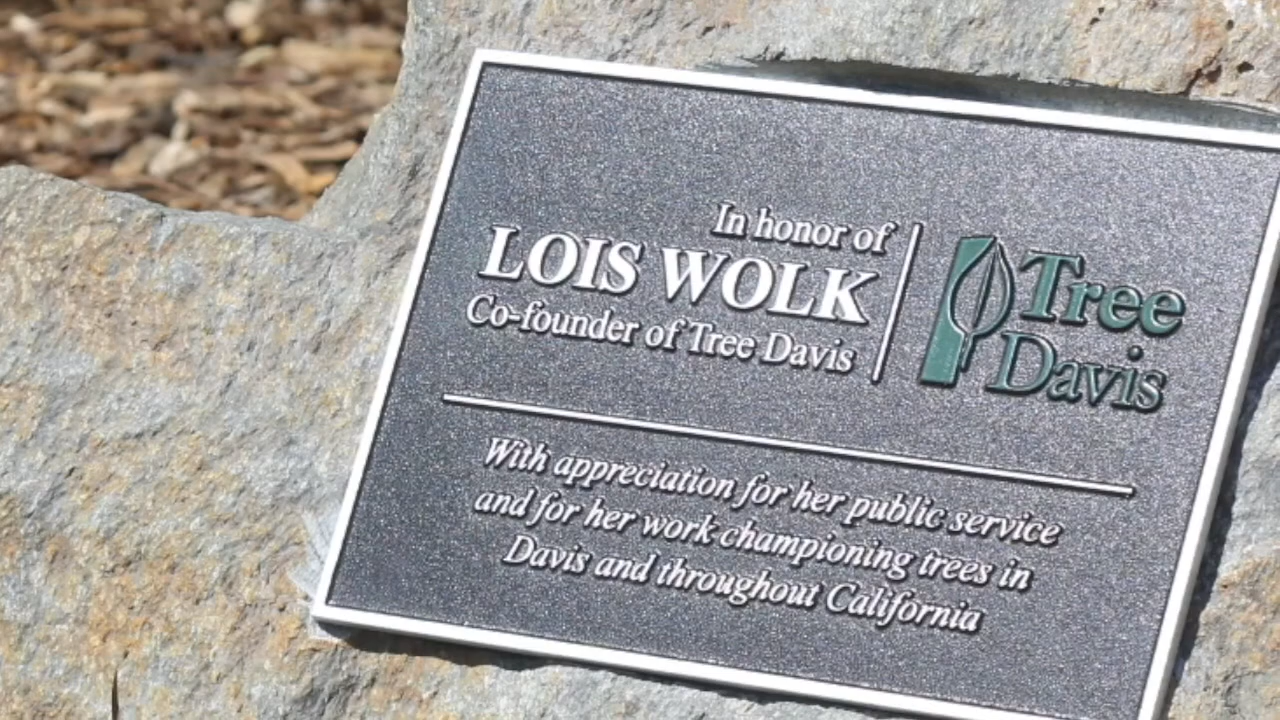 In honor of
LOIS WOLK
Co-founder of Tree Davis
Tree
Davis
With appreciation for her public service
and for her work championing trees in
Davis and throughout California